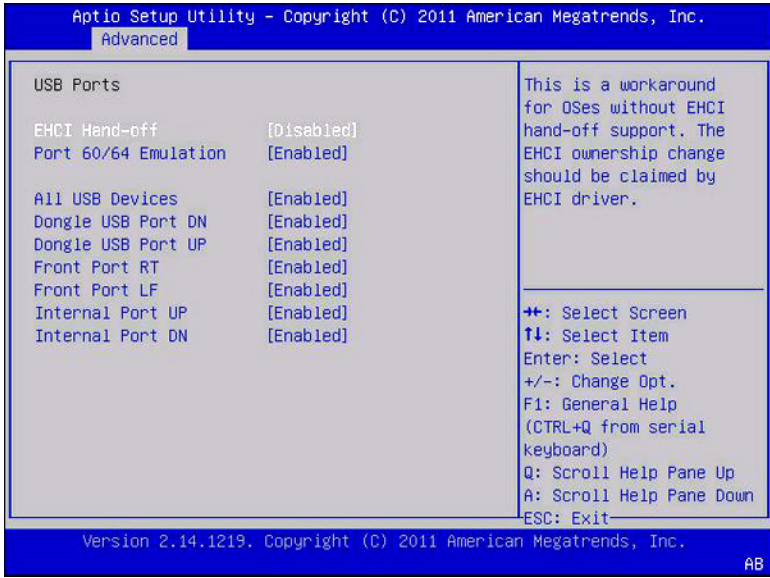 Aptio Setup Utility – Copyright (C) 2011 American Megatrends, Inc.
Advanced
USB Ports
EHCI Hand-off [Disabled]
Port 60/64 Emulation [Enabled]
All USB Devices [Enabled]
Dongle USB Port DN [Enabled]
Dongle USB Port UP [Enabled]
Front Port RT [Enabled]
Front Port LF [Enabled]
Internal Port UP [Enabled]
Internal Port DN [Enabled]
This is a workaround
for OSes without EHCI
hand-off support. The
EHCI ownership change
should be claimed by
EHCI driver.
→←: Select Screen
↑↓: Select Item
Enter: Select
+/-: Change Opt.
F1: General Help
(CTRL+Q from serial
keyboard)
Q: Scroll Help Pane Up
A: Scroll Help Pane Down
ESC: Exit
Version 2.14.1219. Copyright (C) 2011 American Megatrends, Inc.
AB